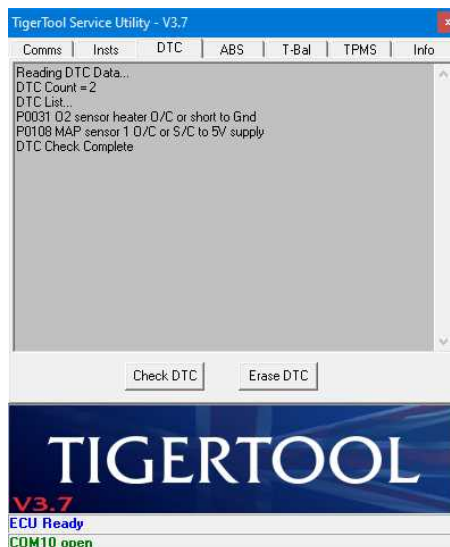 TigerTool Service Utility - V3.7
x
Comms Insts DTC ABS T-Bal TPMS Info
Reading DTC Data...
DTC Count = 2
DTC List...
P0031 O2 sensor heater O/C or short to Gnd
P0108 MAP sensor 1 O/C or S/C to 5V supply
DTC Check Complete
Check DTC Erase DTC
TIGERTOOL
V3.7
ECU Ready
COM10 open